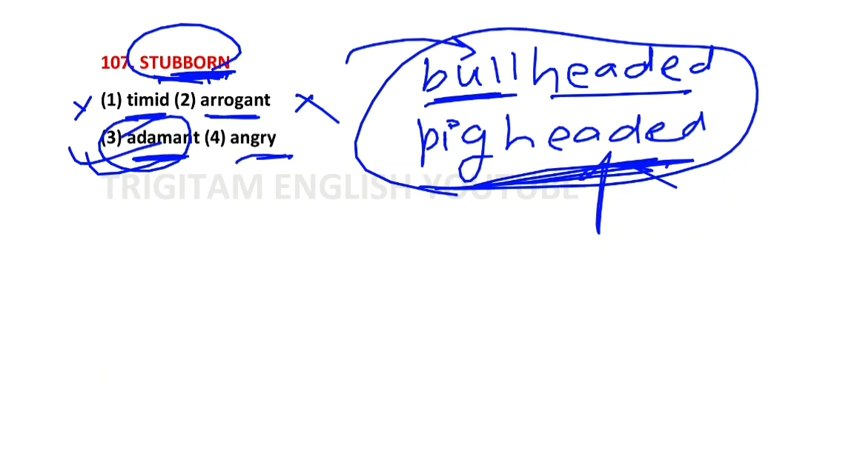 107. STUBBORN
(1) timid (2) arrogant
(3) adamant (4) angry
bullheaded
pigheaded
TRIGITAM ENGLISH YOUTUBE